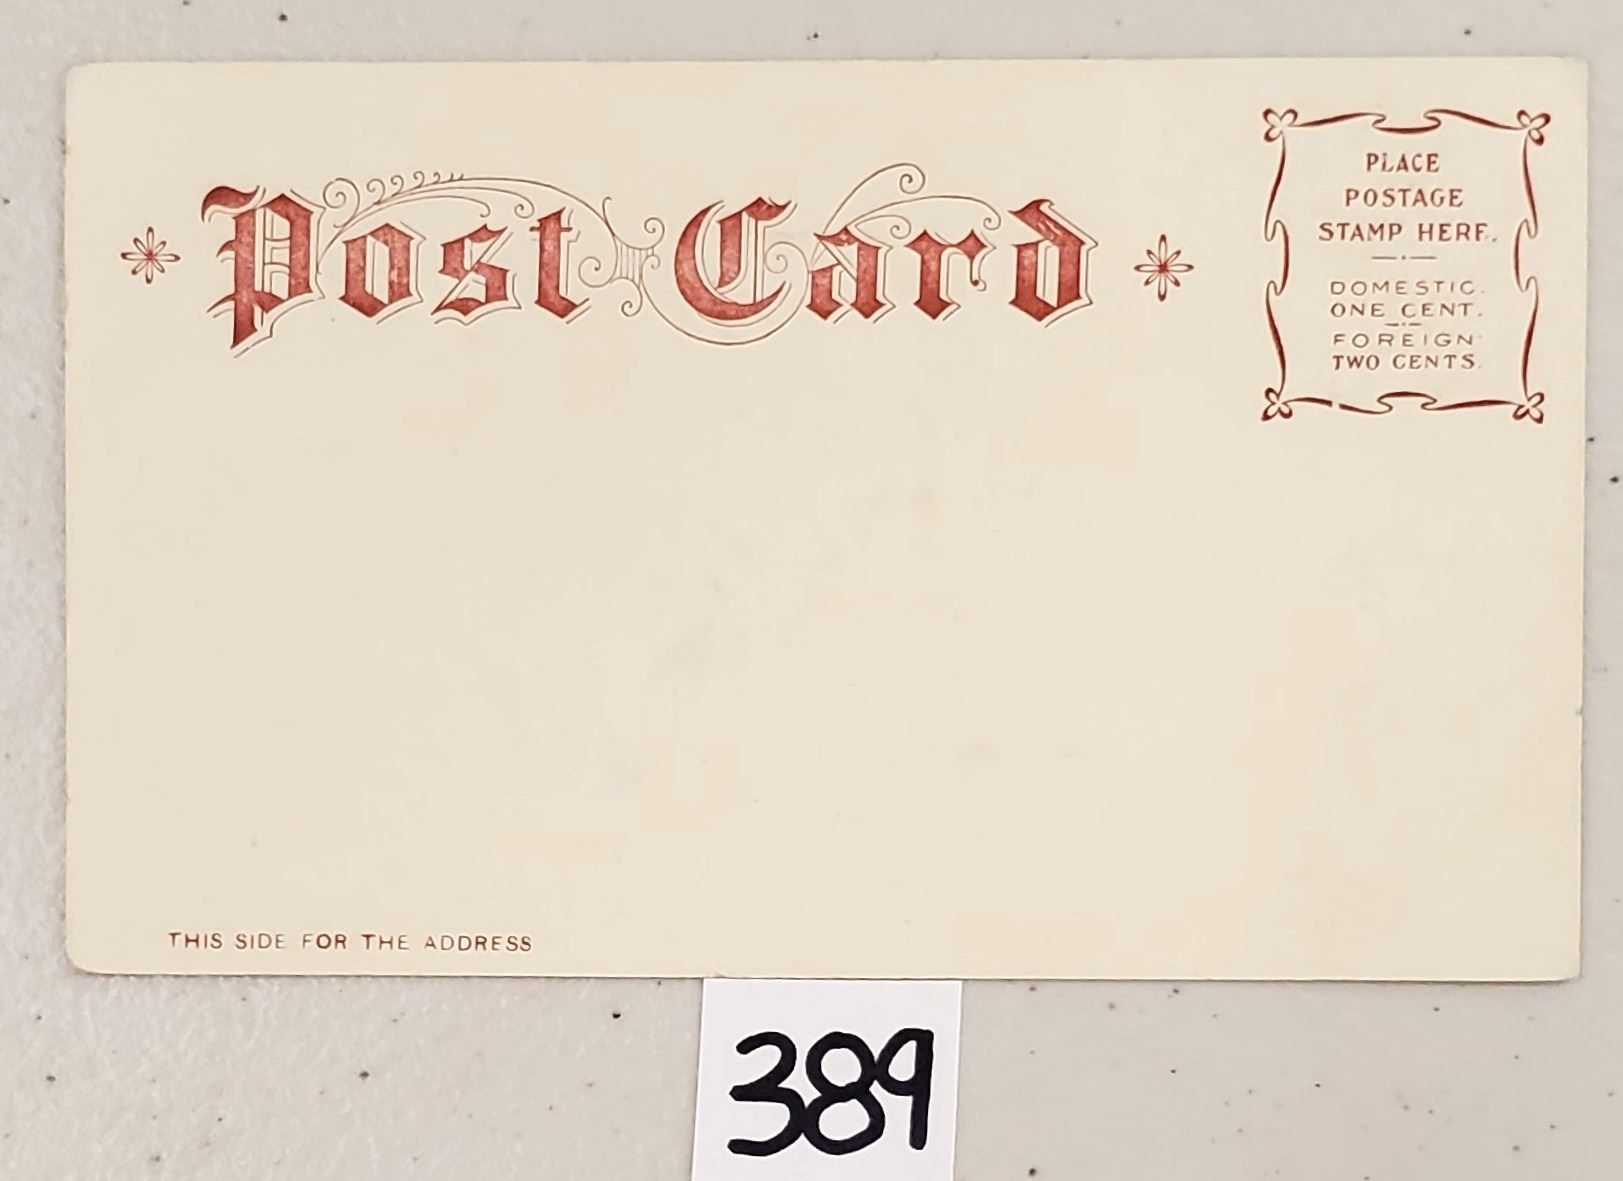 Post Card
PLACE
POSTAGE
STAMP HERE.
DOMESTIC.
ONE CENT.
FOREIGN
TWO CENTS.
THIS SIDE FOR THE ADDRESS
389